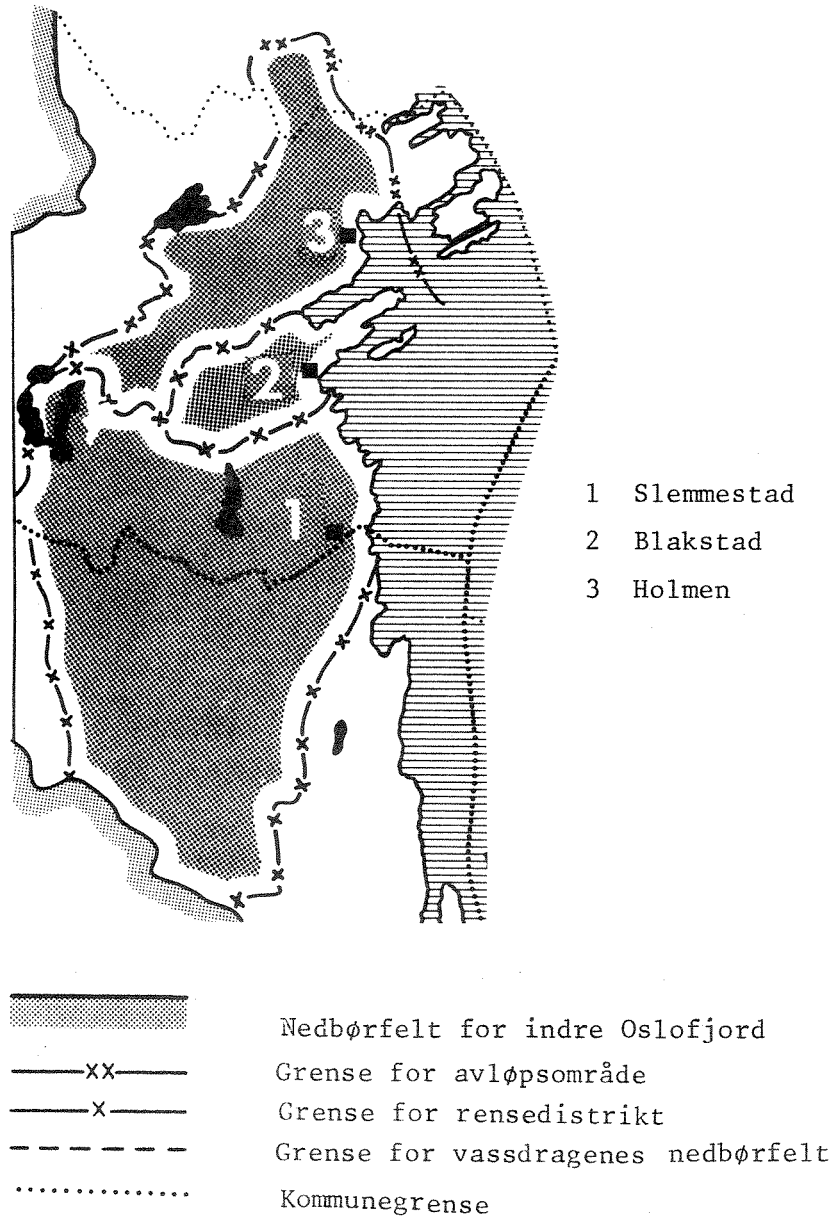 3
2
1
1 Slemmestad
2 Blakstad
3 Holmen
Nedbørfelt for indre Oslofjord
Grense for avløpsområde
Grense for rensedistrikt
Grense for vassdragenes nedbørfelt
Kommunegrense